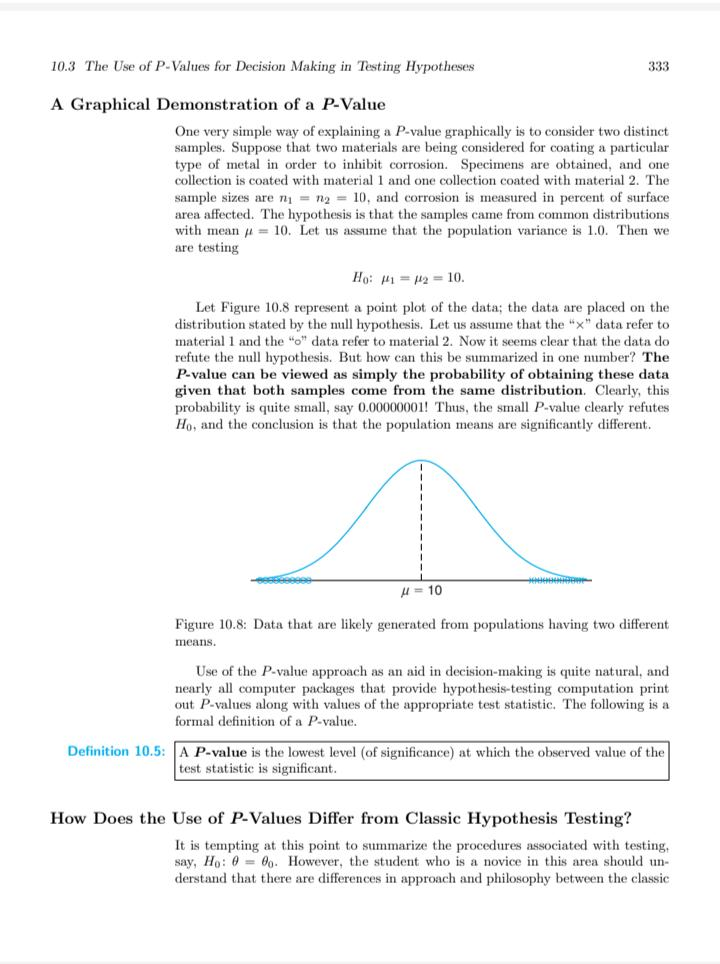 10.3 The Use of P-Values for Decision Making in Testing Hypotheses 333
A Graphical Demonstration of a P-Value
One very simple way of explaining a P-value graphically is to consider two distinct
samples. Suppose that two materials are being considered for coating a particular
type of metal in order to inhibit corrosion. Specimens are obtained, and one
collection is coated with material 1 and one collection coated with material 2. The
sample sizes are n₁ = n₂ = 10, and corrosion is measured in percent of surface
area affected. The hypothesis is that the samples came from common distributions
with mean μ = 10. Let us assume that the population variance is 1.0. Then we
are testing
H₀: μ₁ = μ₂ = 10.
Let Figure 10.8 represent a point plot of the data; the data are placed on the
distribution stated by the null hypothesis. Let us assume that the “×” data refer to
material 1 and the “∘” data refer to material 2. Now it seems clear that the data do
refute the null hypothesis. But how can this be summarized in one number? The
P-value can be viewed as simply the probability of obtaining these data
given that both samples come from the same distribution. Clearly, this
probability is quite small, say 0.00000001! Thus, the small P-value clearly refutes
H₀, and the conclusion is that the population means are significantly different.
μ = 10
Figure 10.8: Data that are likely generated from populations having two different
means.
Use of the P-value approach as an aid in decision-making is quite natural, and
nearly all computer packages that provide hypothesis-testing computation print
out P-values along with values of the appropriate test statistic. The following is a
formal definition of a P-value.
Definition 10.5: A P-value is the lowest level (of significance) at which the observed value of the
test statistic is significant.
How Does the Use of P-Values Differ from Classic Hypothesis Testing?
It is tempting at this point to summarize the procedures associated with testing,
say, H₀: θ = θ₀. However, the student who is a novice in this area should un-
derstand that there are differences in approach and philosophy between the classic